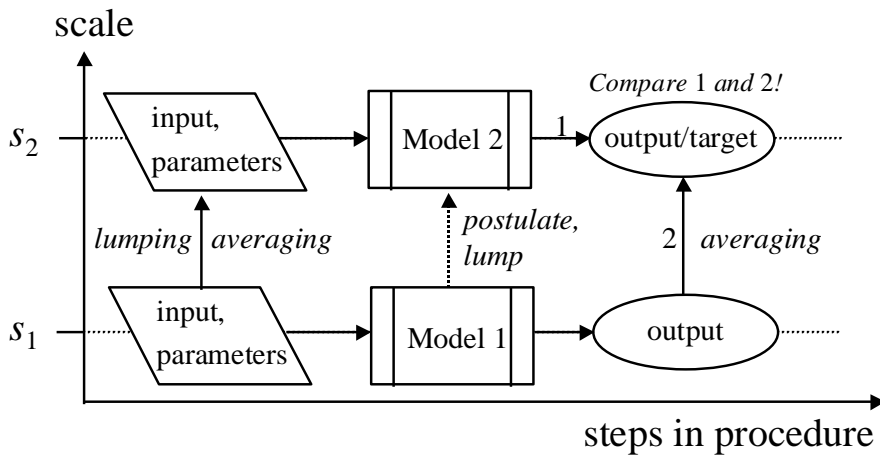 scale
Compare 1 and 2!
s2
input,
parameters
Model 2
1
output/target
lumping
averaging
postulate,
lump
2
averaging
s1
input,
parameters
Model 1
output
steps in procedure